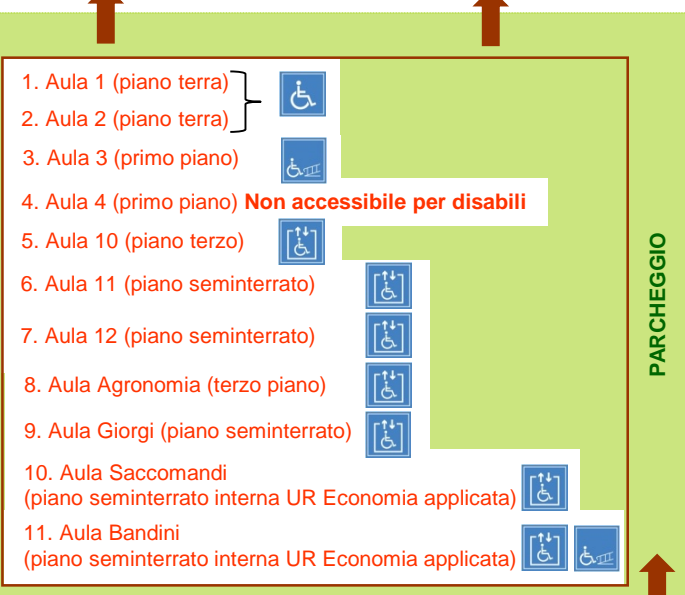 1. Aula 1 (piano terra)
2. Aula 2 (piano terra)
3. Aula 3 (primo piano)
4. Aula 4 (primo piano) Non accessibile per disabili
5. Aula 10 (piano terzo)
6. Aula 11 (piano seminterrato)
7. Aula 12 (piano seminterrato)
8. Aula Agronomia (terzo piano)
9. Aula Giorgi (piano seminterrato)
10. Aula Saccomandi
(piano seminterrato interna UR Economia applicata)
11. Aula Bandini
(piano seminterrato interna UR Economia applicata)
PARCHEGGIO